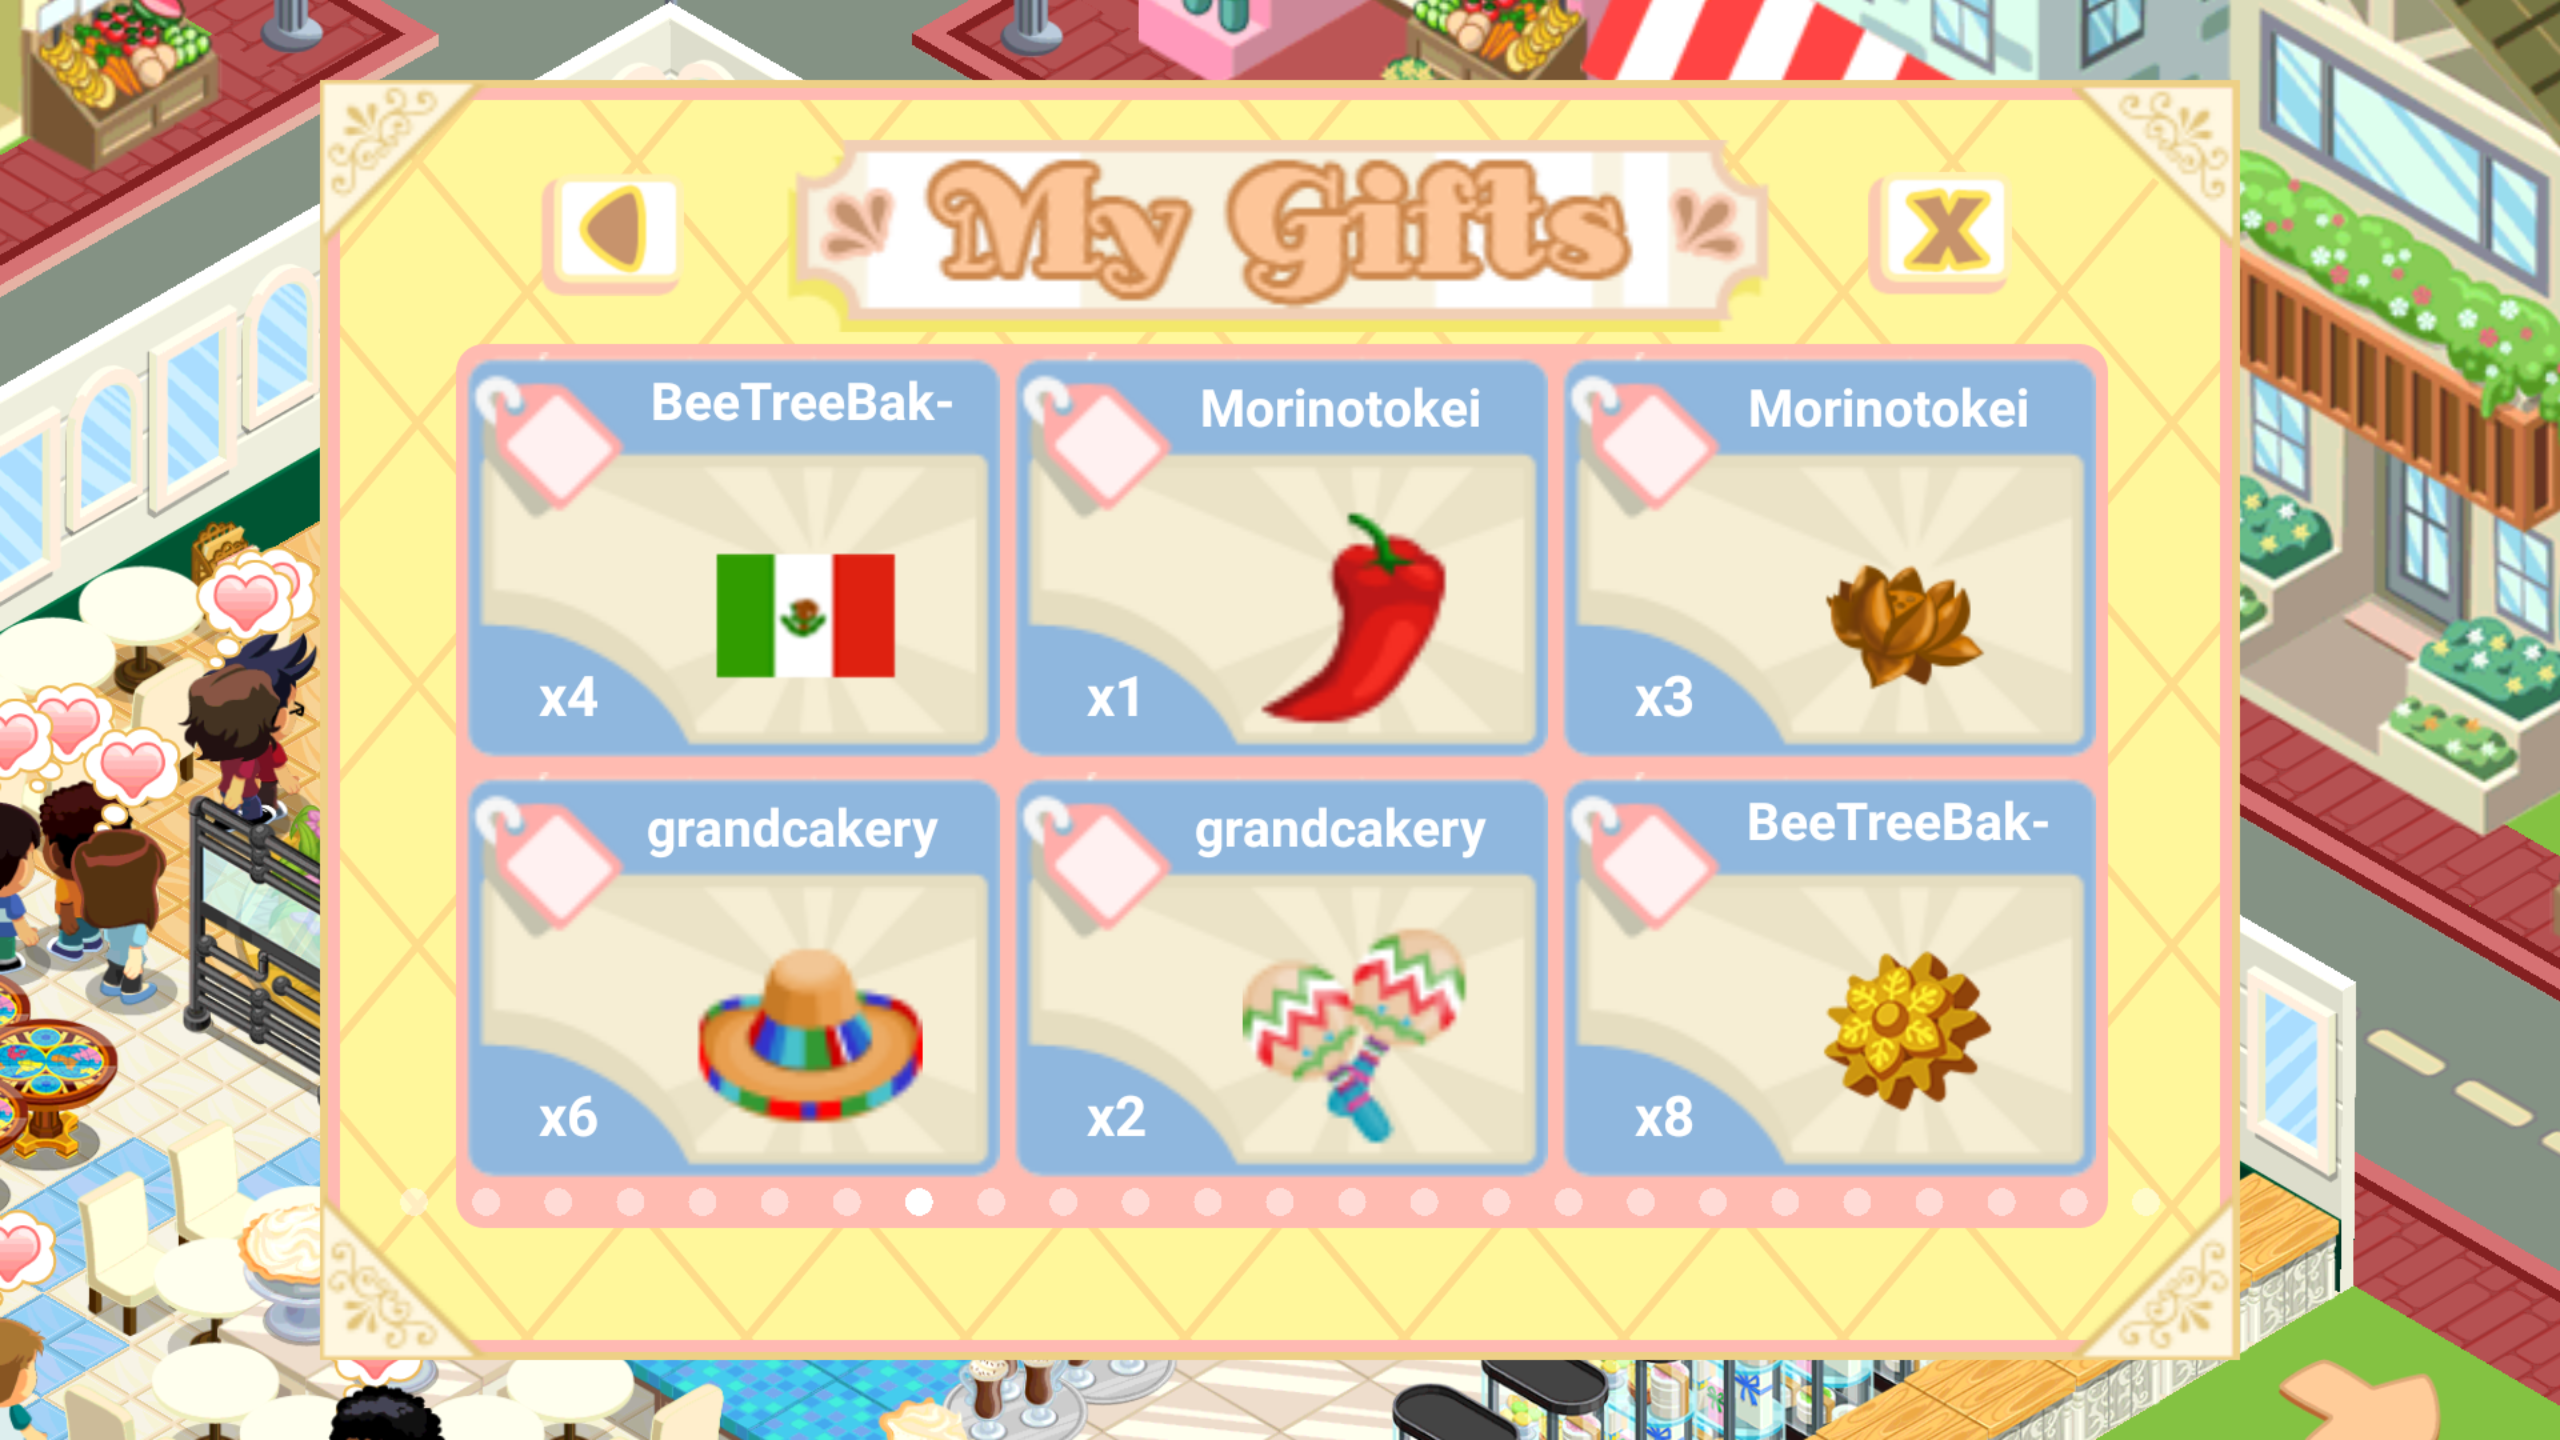 My Gifts
BeeTreeBak-
x4
Morinotokei
x1
Morinotokei
x3
grandcakery
x6
grandcakery
x2
BeeTreeBak-
x8